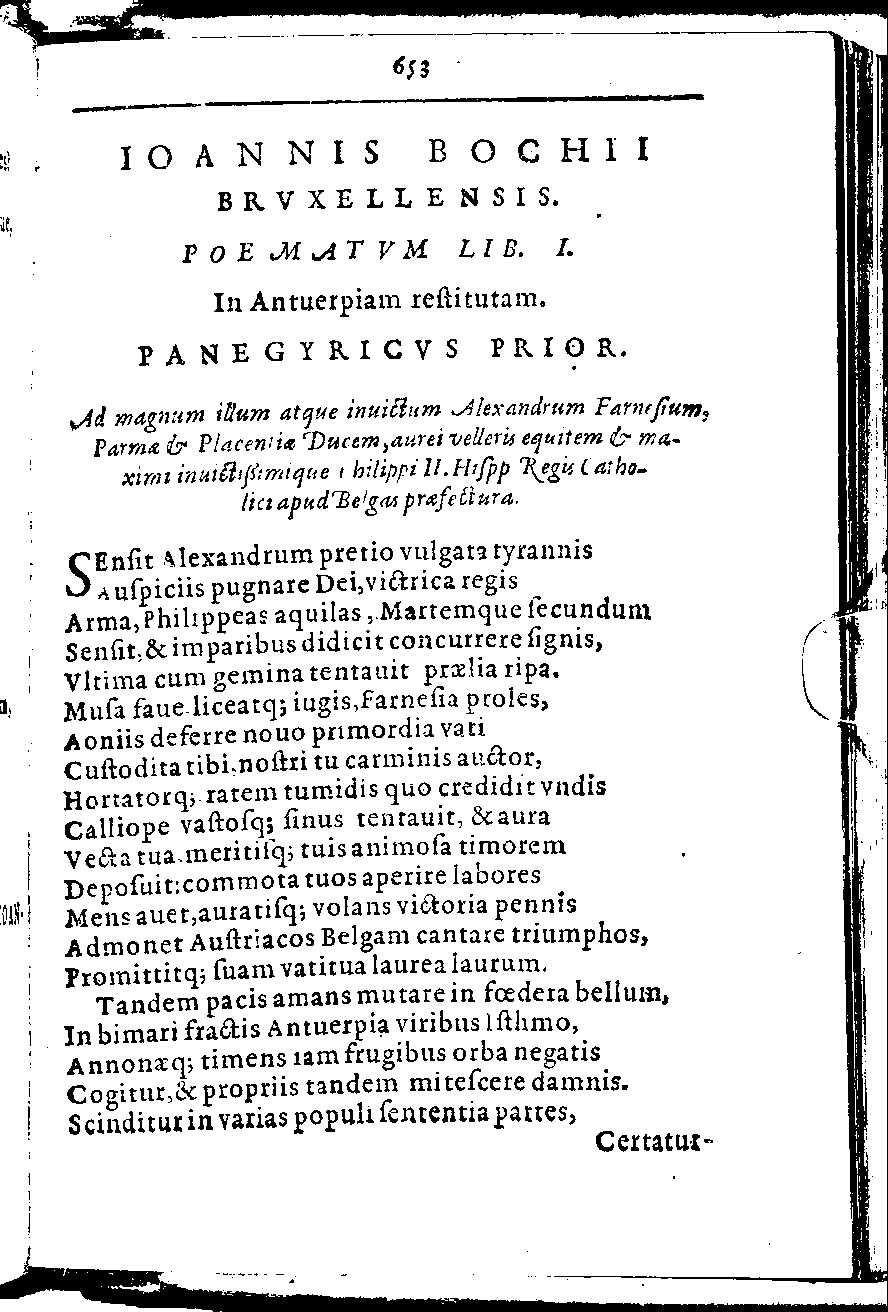 653
IOANNIS BOCHII
BRVXELLENSIS.
POEMATVM LIB. I.
In Antuerpiam reſtitutam.
PANEGYRICVS PRIOR.
Ad magnum illum atque inuictum Alexandrum Farneſium,
Parmæ & Placentiæ Ducem, aurei velleris equitem & ma-
ximi inuictißimique Philippi II. Hiſpp Regis Catho-
lici apud Belgas præfectura.
SEnſit Alexandrum pretio vulgata tyrannis
Auſpiciis pugnare Dei, victrica regis
Arma, Philippeas aquilas, Martemque ſecundum
Senſit, & imparibus didicit concurrere ſignis,
Vltima cum gemina tentauit prælia ripa.
Muſa faue liceatq; iugis, Farneſia proles,
Aoniis deferre nouo primordia vati
Cuſtodita tibi, noſtri tu carminis auctor,
Hortatorq; ratem tumidis quo credidit vndis
Calliope vaſtoſq; ſinus tentauit, & aura
Vecta tua meritiſq; tuis animoſa timorem
Depoſuit: commota tuos aperire labores
Mens auet, auratiſq; volans victoria pennis
Admonet Auſtriacos Belgam cantare triumphos,
Promittitq; ſuam vati tua laurea laurum.
Tandem pacis amans mutare in fœdera bellum,
In bimari fractis Antuerpia viribus Iſthmo,
Annonæq; timens iam frugibus orba negatis
Cogitur, & propriis tandem miteſcere damnis.
Scinditur in varias populi ſententia partes,
Certatur-